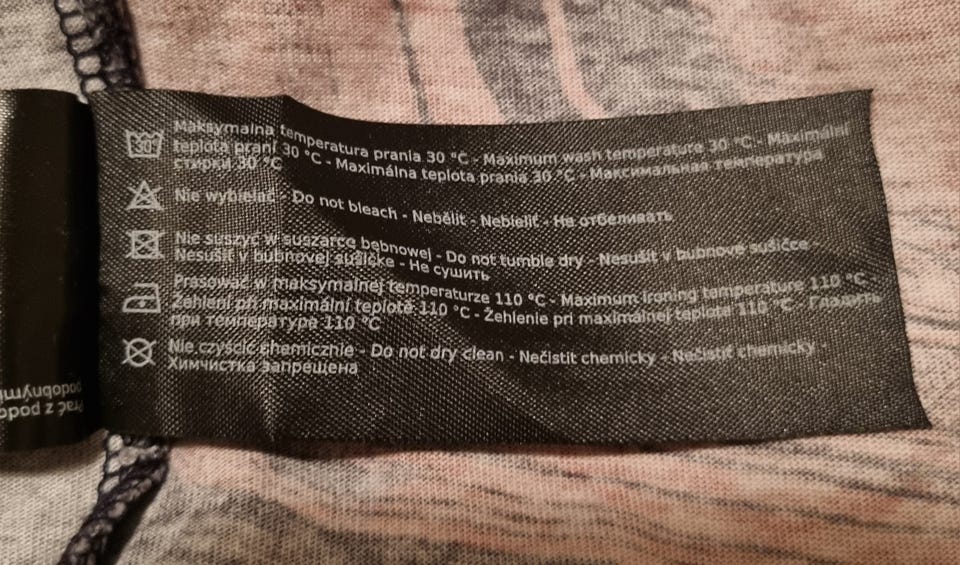 30°
Maksymalna temperatura prania 30 °C - Maximum wash temperature 30 °C - Maximální
teplota praní 30 °C - Maximálna teplota prania 30 °C - Максимальная температура
стирки 30 °C
Nie wybielać - Do not bleach - Nebělit - Nebieliť - Не отбеливать
Nie suszyć w suszarce bębnowej - Do not tumble dry - Nesušit v bubnové sušičce
Nesušiť v bubnovej sušičke - Не сушить
Prasować w maksymalnej temperaturze 110 °C - Maximum ironing temperature 110 °C -
Žehlení při maximální teplotě 110 °C - Žehlenie pri maximálnej teplote 110 °C - Гладить
при температуре 110 °C
Nie czyścić chemicznie - Do not dry clean - Nečistit chemicky - Nečistiť chemicky -
Химчистка запрещена
Prać z
podobnymi